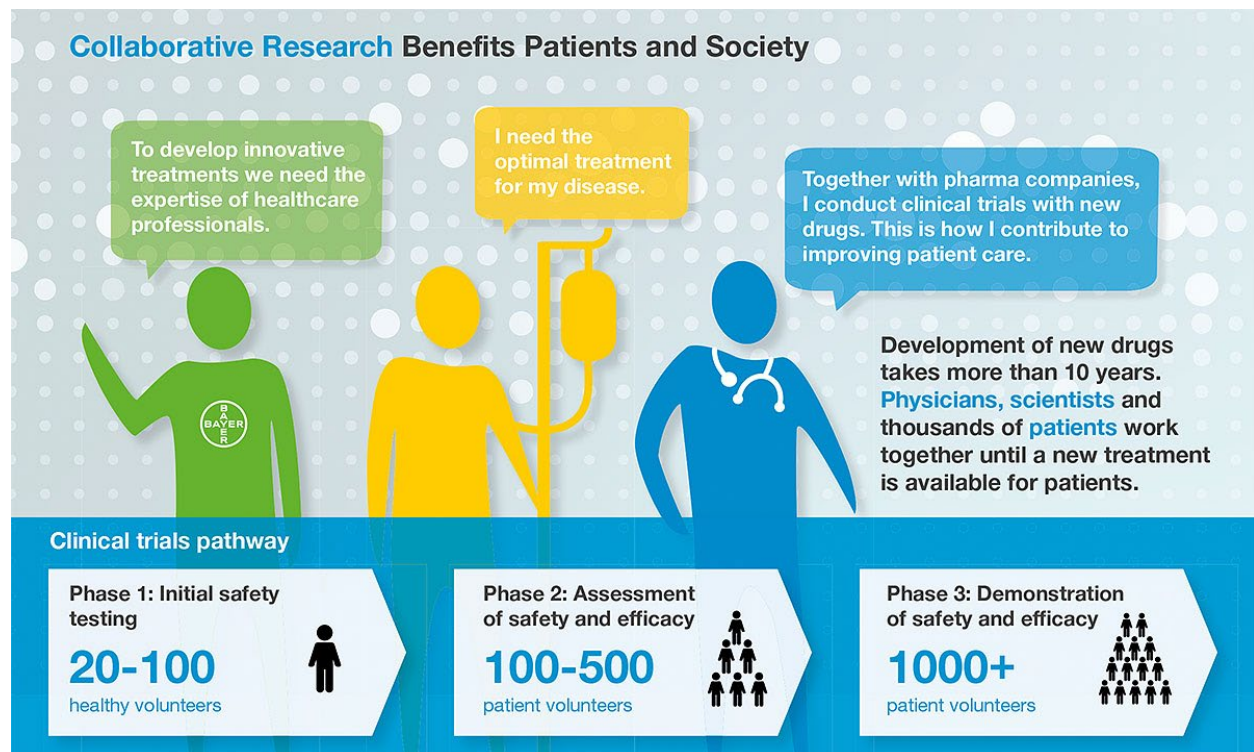 Collaborative Research Benefits Patients and Society
To develop innovative
treatments we need the
expertise of healthcare
professionals.
I need the
optimal treatment
for my disease.
Together with pharma companies,
I conduct clinical trials with new
drugs. This is how I contribute to
improving patient care.
BAYER
BAYER
Development of new drugs
takes more than 10 years.
Physicians, scientists and
thousands of patients work
together until a new treatment
is available for patients.
Clinical trials pathway
Phase 1: Initial safety
testing
20-100
healthy volunteers
Phase 2: Assessment
of safety and efficacy
100-500
patient volunteers
Phase 3: Demonstration
of safety and efficacy
1000+
patient volunteers